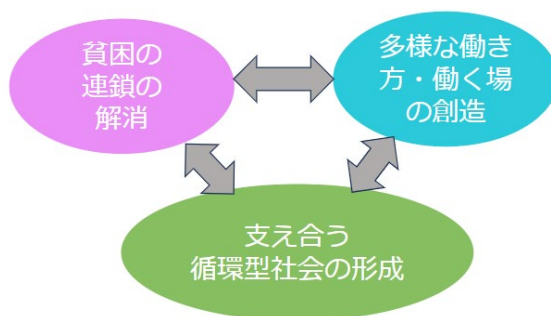 貧困の
連鎖の
解消
多様な働き
方・働く場
の創造
支え合う
循環型社会の形成